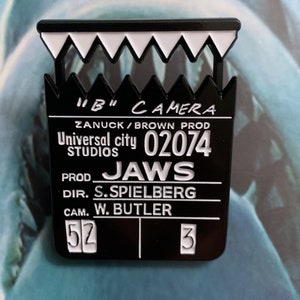 "B" CAMERA
ZANUCK/BROWN PROD
Universal city STUDIOS 02074
PROD. JAWS
DIR. S. SPIELBERG
CAM. W. BUTLER
52 3